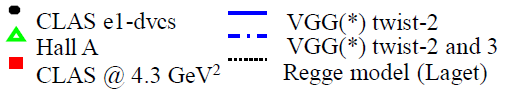 CLAS e1-dvcs
Hall A
CLAS @ 4.3 GeV²
VGG(*) twist-2
VGG(*) twist-2 and 3
Regge model (Laget)